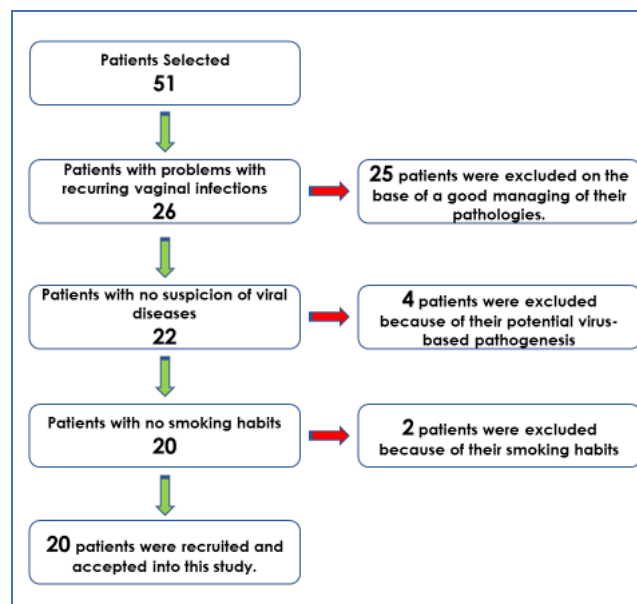 Patients Selected
51
Patients with problems with
recurring vaginal infections
26
25 patients were excluded on the
base of a good managing of their
pathologies.
Patients with no suspicion of viral
diseases
22
4 patients were excluded
because of their potential virus-
based pathogenesis
Patients with no smoking habits
20
2 patients were excluded
because of their smoking habits
20 patients were recruited and
accepted into this study.